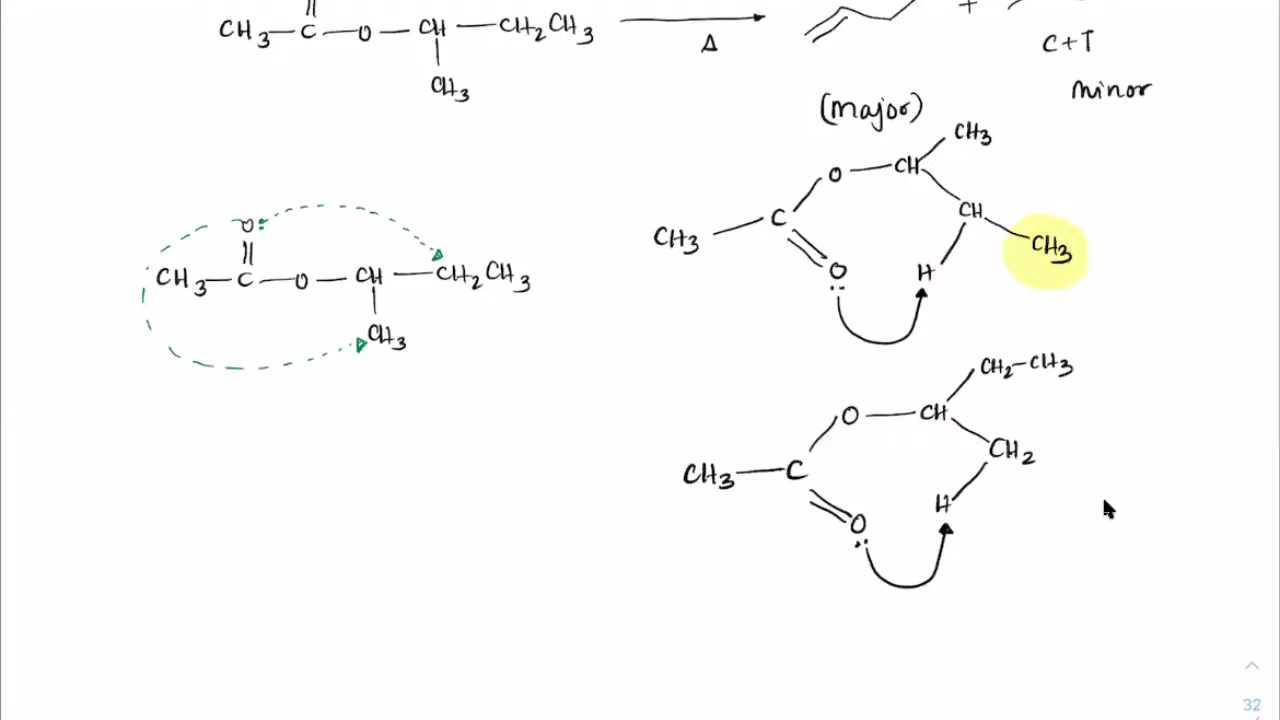 CH3—C—O—CH—CH2CH3
Δ
+
C+T
CH3
(major)
minor
CH3
O—CH
CH3—C
CH
CH3
O:
H
O:
CH3—C—O—CH—CH2CH3
CH3
CH2-CH3
O—CH
CH3—C
CH2
O
H
32